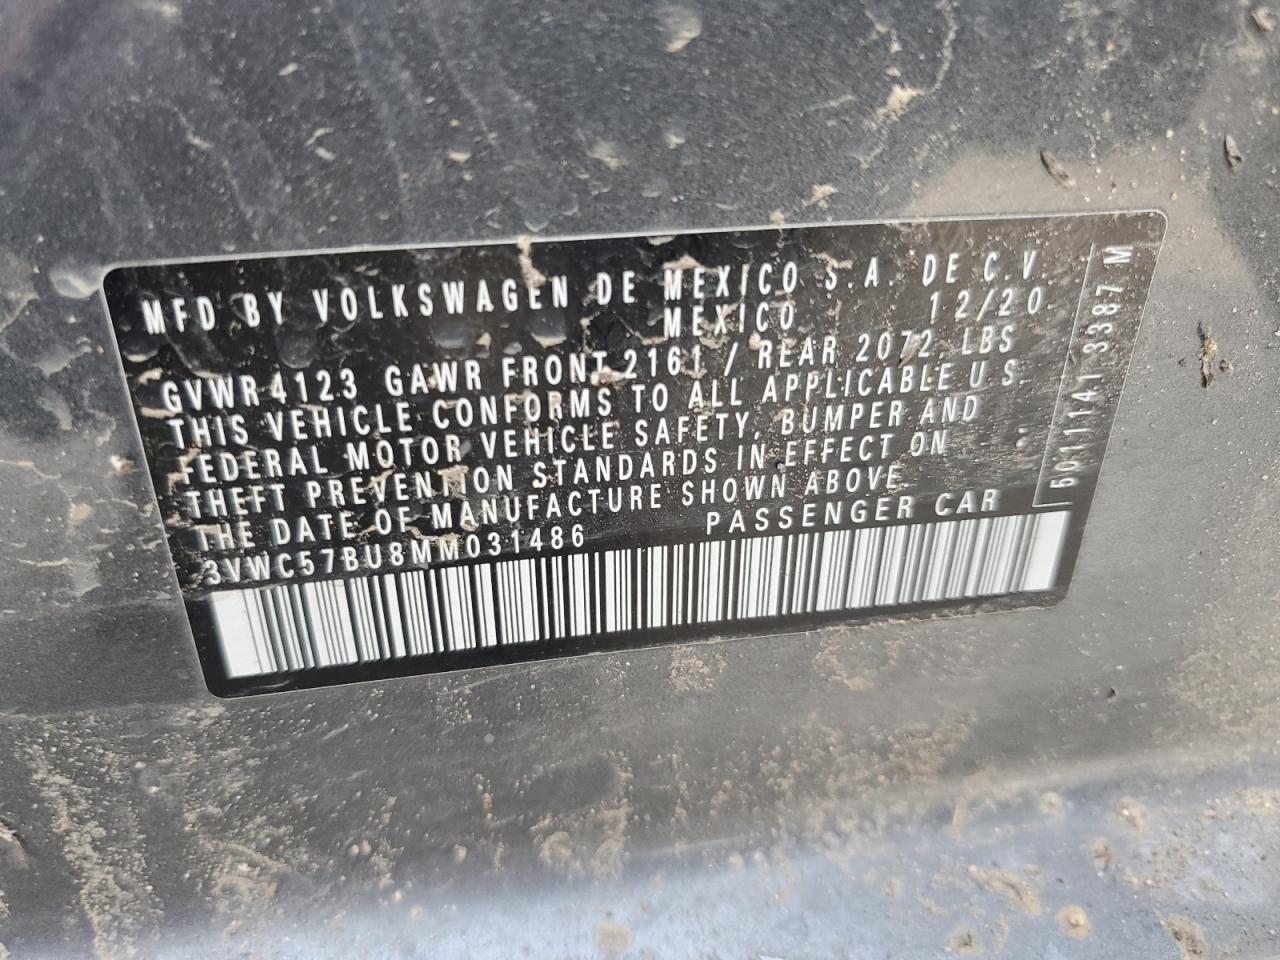 MFD BY VOLKSWAGEN DE MEXICO S.A. DE C.V.
MEXICO 12/20
GVWR 4123 GAWR FRONT 2161 / REAR 2072 LBS
THIS VEHICLE CONFORMS TO ALL APPLICABLE U S
FEDERAL MOTOR VEHICLE SAFETY, BUMPER AND
THEFT PREVENTION STANDARDS IN EFFECT ON
THE DATE OF MANUFACTURE SHOWN ABOVE
3VWC57BU8MM031486 PASSENGER CAR
50111413387 M